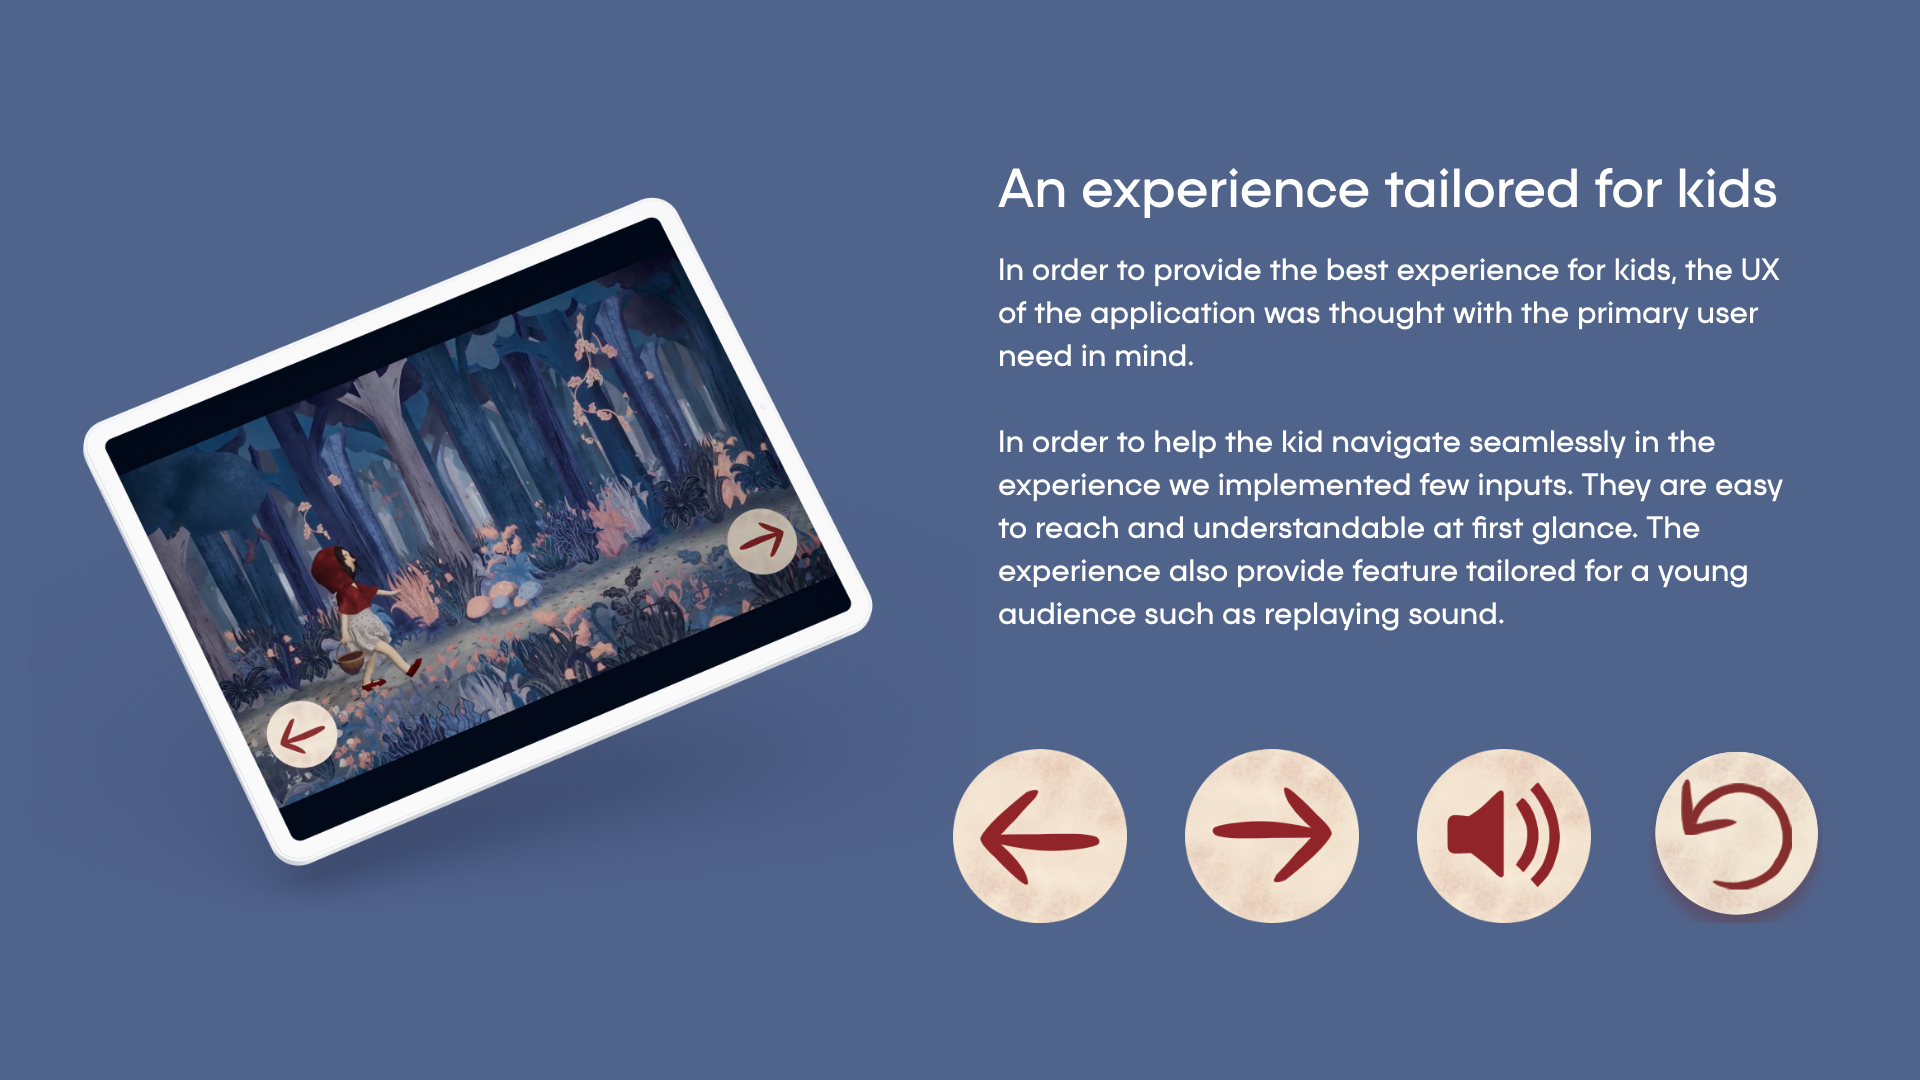 An experience tailored for kids
In order to provide the best experience for kids, the UX
of the application was thought with the primary user
need in mind.
In order to help the kid navigate seamlessly in the
experience we implemented few inputs. They are easy
to reach and understandable at first glance. The
experience also provide feature tailored for a young
audience such as replaying sound.